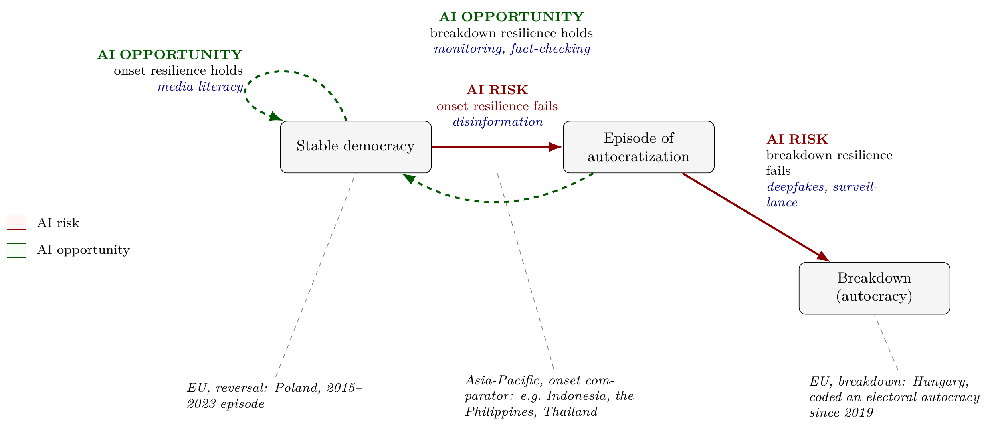 AI OPPORTUNITY
breakdown resilience holds
monitoring, fact-checking
AI OPPORTUNITY
onset resilience holds
media literacy
AI RISK
onset resilience fails
disinformation
Stable democracy
Episode of
autocratization
AI RISK
breakdown resilience
fails
deepfakes, surveil-
lance
AI risk
AI opportunity
Breakdown
(autocracy)
EU, reversal: Poland, 2015–
2023 episode
Asia-Pacific, onset com-
parator: e.g. Indonesia, the
Philippines, Thailand
EU, breakdown: Hungary,
coded an electoral autocracy
since 2019